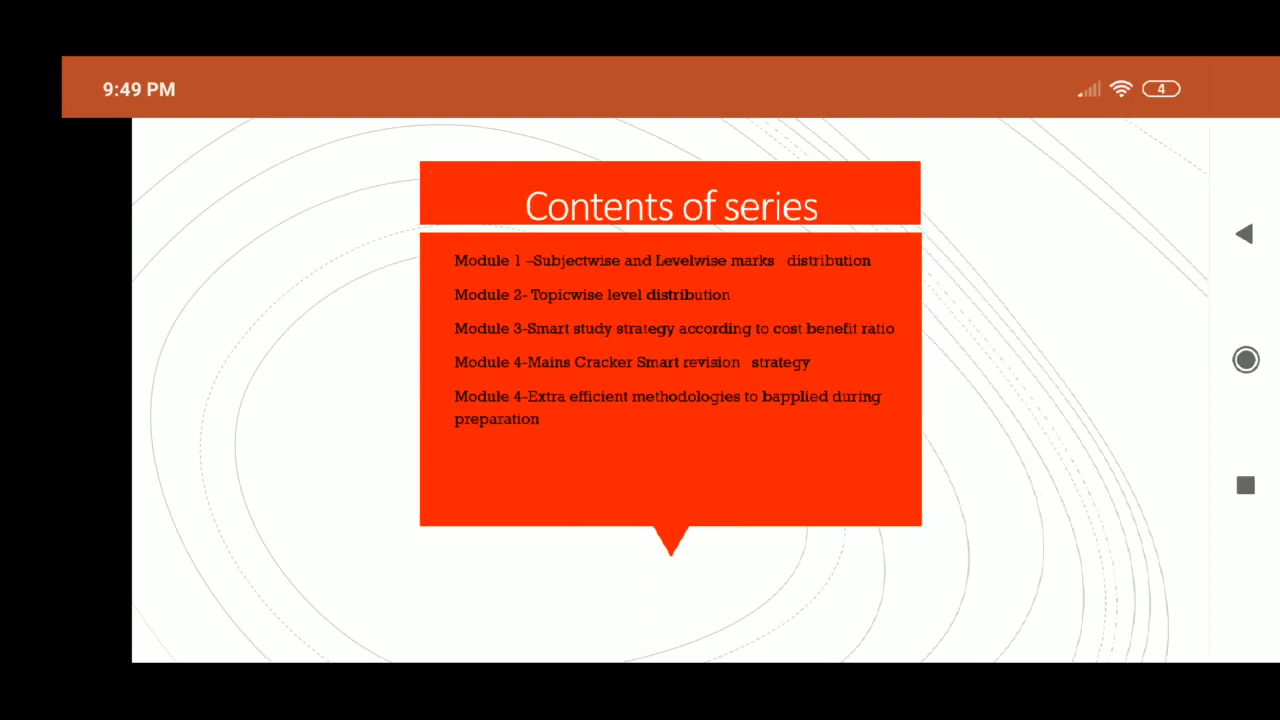 9:49 PM
4
Contents of series
Module 1 –Subjectwise and Levelwise marks distribution
Module 2- Topicwise level distribution
Module 3-Smart study strategy according to cost benefit ratio
Module 4-Mains Cracker Smart revision strategy
Module 4-Extra efficient methodologies to bapplied during
preparation